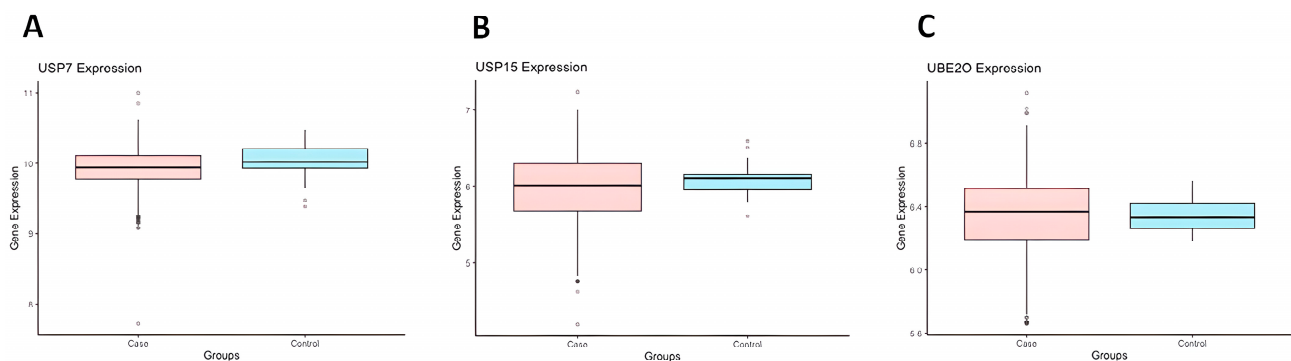 A
B
C
USP7 Expression
USP15 Expression
UBE2O Expression
Gene Expression
11
10
9
8
Case
Control
Groups
Gene Expression
7
6
5
Case
Control
Groups
Gene Expression
6.8
6.4
6.0
5.6
Case
Control
Groups